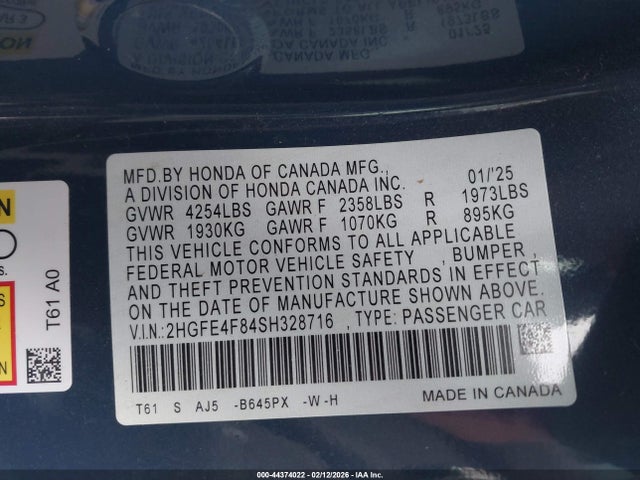 MFD.BY HONDA OF CANADA MFG., 01/'25
A DIVISION OF HONDA CANADA INC.
GVWR 4254LBS GAWR F 2358LBS R 1973LBS
GVWR 1930KG GAWR F 1070KG R 895KG
THIS VEHICLE CONFORMS TO ALL APPLICABLE
FEDERAL MOTOR VEHICLE SAFETY , BUMPER ,
AND THEFT PREVENTION STANDARDS IN EFFECT
ON THE DATE OF MANUFACTURE SHOWN ABOVE.
V.I.N.: 2HGFE4F84SH328716 , TYPE: PASSENGER CAR
T61 S AJ5 -B645PX -W-H
MADE IN CANADA
T61 A0
000-44374022 - 02/12/2026 - IAA Inc.